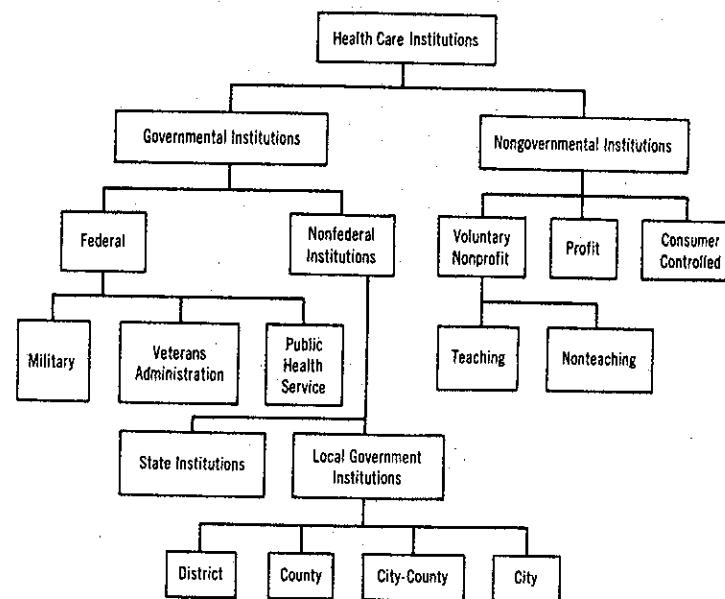 Health Care Institutions
Governmental Institutions
Nongovernmental Institutions
Federal
Nonfederal
Institutions
Voluntary
Nonprofit
Profit
Consumer
Controlled
Military
Veterans
Administration
Public
Health
Service
Teaching
Nonteaching
State Institutions
Local Government
Institutions
District
County
City-County
City